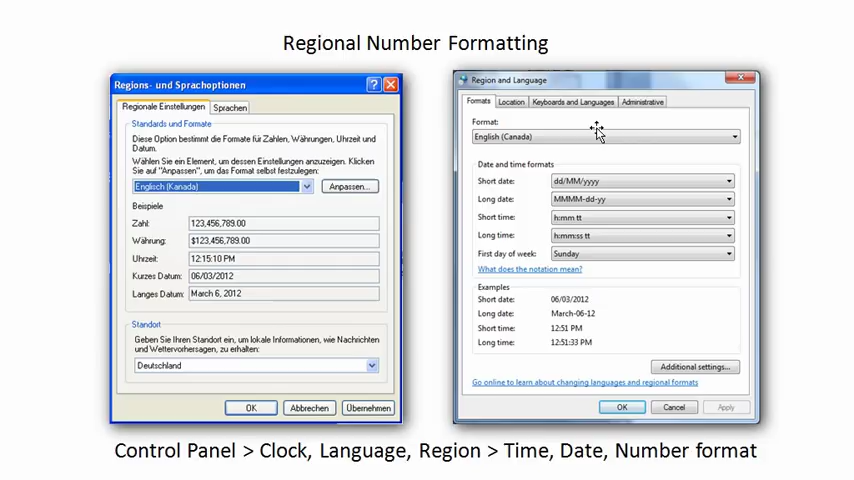 Regional Number Formatting
Regions- und Sprachoptionen
Regionale Einstellungen
Sprachen
Standards und Formate
Diese Option bestimmt die Formate für Zahlen, Währungen, Uhrzeit und
Datum.
Wählen Sie ein Element, um dessen Einstellungen anzuzeigen. Klicken
Sie auf "Anpassen", um das Format selbst festzulegen:
Englisch (Kanada)
Anpassen...
Beispiele
Zahl: 123,456,789.00
Währung: $123,456,789.00
Uhrzeit: 12:15:10 PM
Kurzes Datum: 06/03/2012
Langes Datum: March 6, 2012
Standort
Geben Sie Ihren Standort ein, um lokale Informationen, wie Nachrichten
und Wettervorhersagen, zu erhalten:
Deutschland
OK Abbrechen Übernehmen
Region and Language
Formats Location Keyboards and Languages Administrative
Format:
English (Canada)
Date and time formats
Short date: dd/MM/yyyy
Long date: MMMM-dd-yy
Short time: h:mm tt
Long time: h:mm:ss tt
First day of week: Sunday
What does the notation mean?
Examples
Short date: 06/03/2012
Long date: March-06-12
Short time: 12:51 PM
Long time: 12:51:33 PM
Additional settings...
Go online to learn about changing languages and regional formats
OK Cancel Apply
Control Panel > Clock, Language, Region > Time, Date, Number format